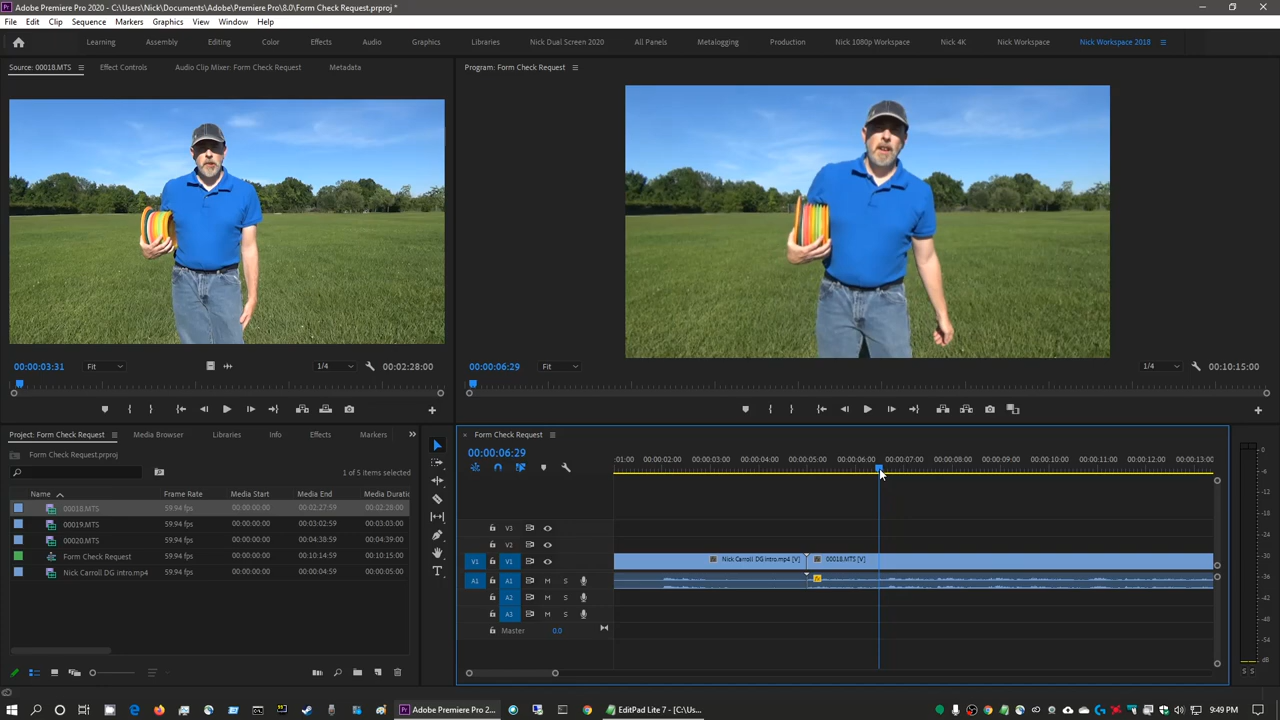 Adobe Premiere Pro 2020 - C:\Users\Nick\Documents\Adobe\Premiere Pro\8.0\Form Check Request.prproj *
File Edit Clip Sequence Markers Graphics View Window Help
Learning Assembly Editing Color Effects Audio Graphics Libraries Nick Dual Screen 2020 All Panels Metalogging Production Nick 1080p Workspace Nick 4K Nick Workspace Nick Workspace 2018
Source: 00018.MTS Effect Controls Audio Clip Mixer: Form Check Request Metadata
Program: Form Check Request
00:00:03:31 Fit 1/4 00:02:28:00
00:00:06:29 Fit 1/4 00:10:15:00
Project: Form Check Request Media Browser Libraries Info Effects Markers
Form Check Request.prproj
1 of 5 items selected
Name Frame Rate Media Start Media End Media Duratio
00018.MTS 59.94 fps 00:00:00:00 00:02:27:59 00:02:28:00
00019.MTS 59.94 fps 00:00:00:00 00:03:02:59 00:03:03:00
00020.MTS 59.94 fps 00:00:00:00 00:04:38:59 00:04:39:00
Form Check Request 59.94 fps 00:00:00:00 00:10:14:59 00:10:15:00
Nick Carroll DG intro.mp4 59.94 fps 00:00:00:00 00:00:04:59 00:00:05:00
Form Check Request
00:00:06:29
:01:00 00:00:02:00 00:00:03:00 00:00:04:00 00:00:05:00 00:00:06:00 00:00:07:00 00:00:08:00 00:00:09:00 00:00:10:00 00:00:11:00 00:00:12:00 00:00:13:00
V3
V2
V1 V1 Nick Carroll DG intro.mp4 [V] 00018.MTS [V]
A1 A1 M S
A2 M S
A3 M S
Master 0.0
0
-6
-12
-18
-24
-30
-36
-42
-48
-54
dB
S S
Adobe Premiere Pro 2... EditPad Lite 7 - [C:\Us... 9:49 PM